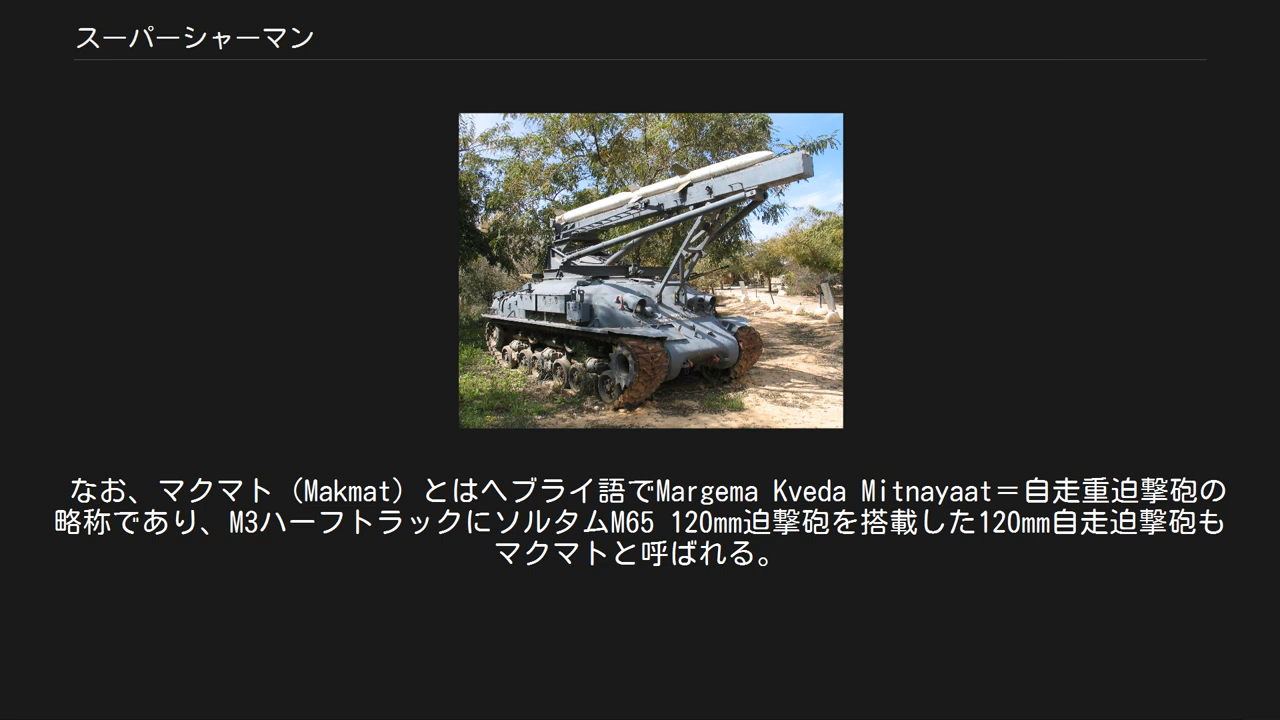 スーパーシャーマン
なお、マクマト（Makmat）とはヘブライ語でMargema Kveda Mitnayaat＝自走重迫撃砲の
略称であり、M3ハーフトラックにソルタムM65 120mm迫撃砲を搭載した120mm自走迫撃砲も
マクマトと呼ばれる。